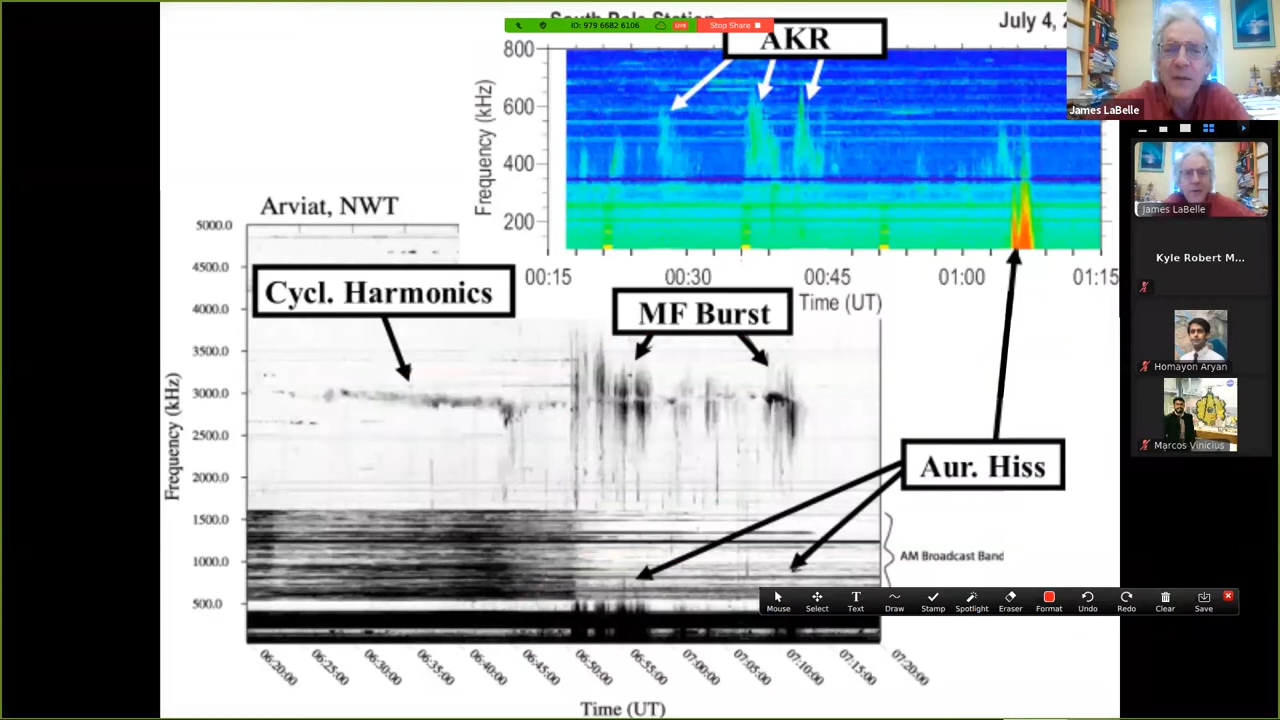 South Pole Station
ID: 979 6682 6106
LIVE
Stop Share
July 4, 2
AKR
800
600
400
200
Frequency (kHz)
00:15
00:30
00:45
01:00
01:15
Time (UT)
James LaBelle
James LaBelle
Kyle Robert M...
Homayon Aryan
Marcos Vinicius
Arviat, NWT
Cycl. Harmonics
MF Burst
Aur. Hiss
AM Broadcast Band
5000.0
4500.0
4000.0
3500.0
3000.0
2500.0
2000.0
1500.0
1000.0
500.0
Frequency (kHz)
06:20:00
06:25:00
06:30:00
06:35:00
06:40:00
06:45:00
06:50:00
06:55:00
07:00:00
07:05:00
07:10:00
07:15:00
07:20:00
Time (UT)
Mouse
Select
Text
Draw
Stamp
Spotlight
Eraser
Format
Undo
Redo
Clear
Save